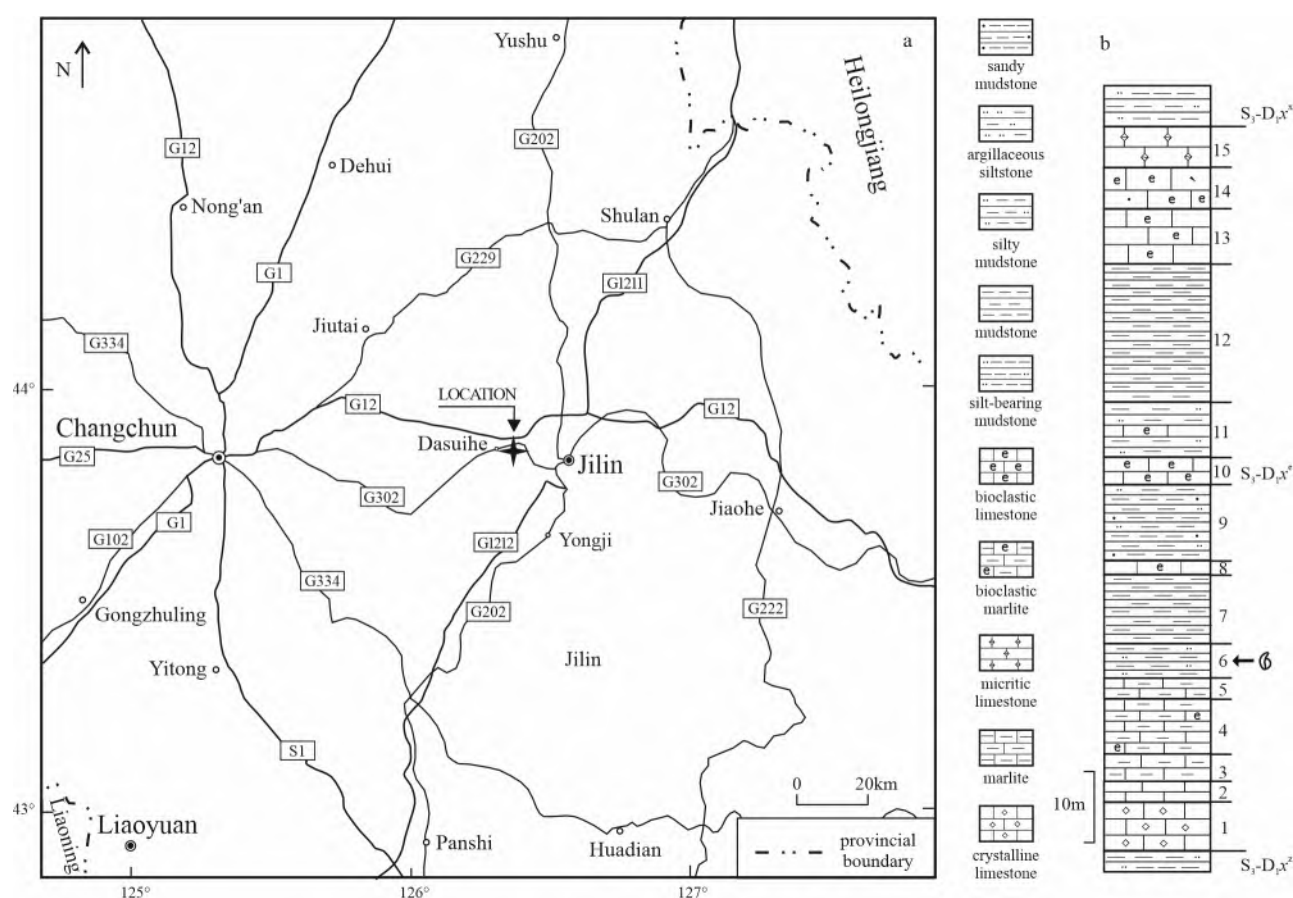 a
N
Yushu
Heilongjiang
G202
G12
Dehui
Nong'an
Shulan
G229
G1
G1211
Jiutai
G334
44°
LOCATION
G12
G12
Changchun
Dasuihe
G25
Jilin
G302
G302
Jiaohe
G1
G102
G1212
Yongji
G334
G202
G222
Gongzhuling
Jilin
Yitong
S1
0 20km
43°
Liaoning
Liaoyuan
Panshi
Huadian
provincial
boundary
125°
126°
127°
sandy
mudstone
argillaceous
siltstone
silty
mudstone
mudstone
silt-bearing
mudstone
bioclastic
limestone
bioclastic
marlite
micritic
limestone
marlite
crystalline
limestone
b
S₃-D₁xˣ
15
14
13
12
11
10
S₃-D₁xᵉ
9
8
7
6
5
4
3
2
1
10m
S₃-D₁xᶻ